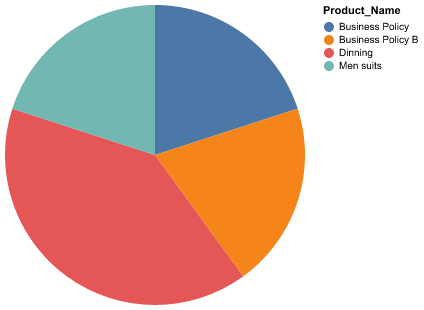 Product_Name
Business Policy
Business Policy B
Dinning
Men suits